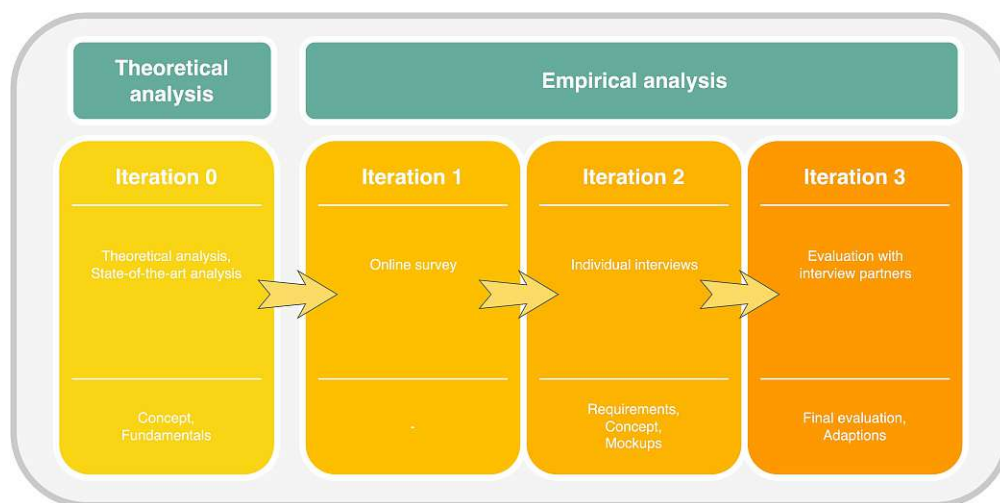 Theoretical
analysis
Empirical analysis
Iteration 0
Theoretical analysis,
State-of-the-art analysis
Concept,
Fundamentals
Iteration 1
Online survey
-
Iteration 2
Individual interviews
Requirements,
Concept,
Mockups
Iteration 3
Evaluation with
interview partners
Final evaluation,
Adaptions